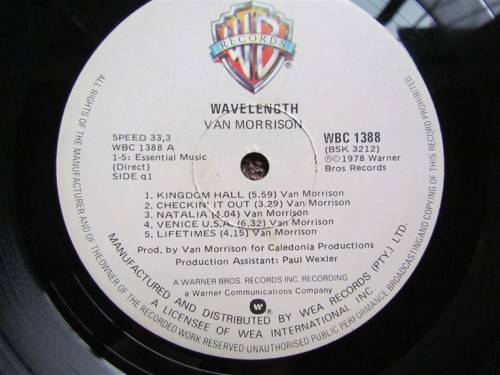 WB
RECORDS
®
WAVELENGTH
VAN MORRISON
SPEED 33,3
WBC 1388 A
1-5: Essential Music
(Direct)
SIDE q1
WBC 1388
(BSK 3212)
℗©1978 Warner
Bros Records
1. KINGDOM HALL (5.59) Van Morrison
2. CHECKIN' IT OUT (3.29) Van Morrison
3. NATALIA (4.04) Van Morrison
4. VENICE U.S.A. (6,32) Van Morrison
5. LIFETIMES (4.15) Van Morrison
Prod. by Van Morrison for Caledonia Productions
Production Assistant: Paul Wexler
A WARNER BROS. RECORDS INC. RECORDING
a Warner Communications Company
MANUFACTURED AND DISTRIBUTED BY WEA RECORDS (PTY.) LTD.
A LICENSEE OF WEA INTERNATIONAL INC.
ALL RIGHTS OF THE MANUFACTURER AND OF THE OWNER OF THE RECORDED WORK RESERVED-UNAUTHORISED PUBLIC PERFORMANCE BROADCASTING AND COPYING OF THIS RECORD PROHIBITED